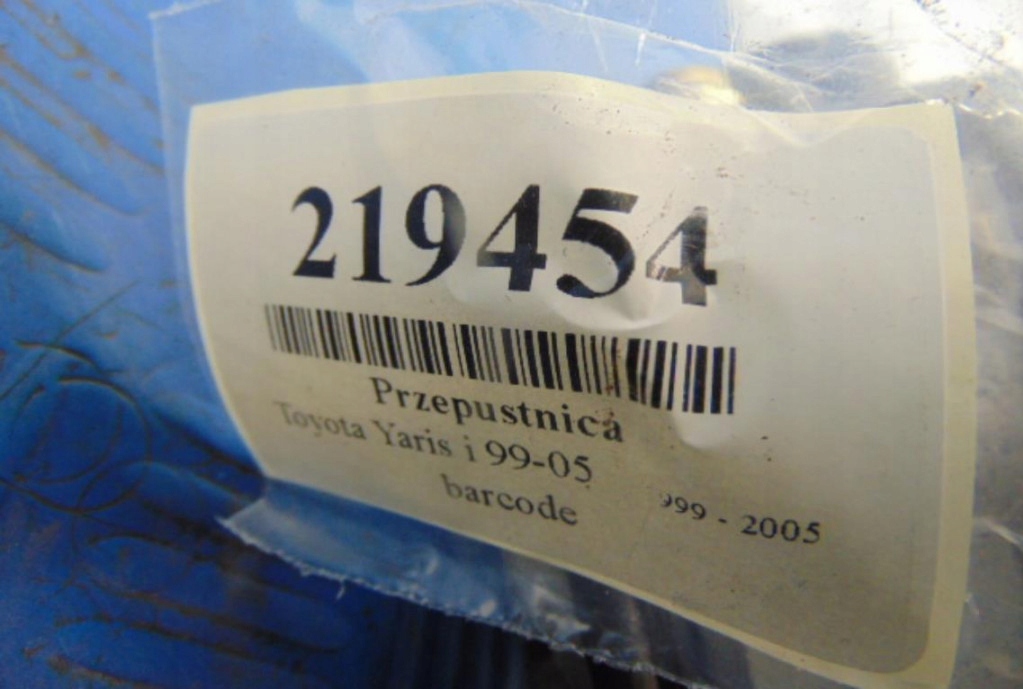 219454
Przepustnica
Toyota Yaris i 99-05
barcode
999 - 2005